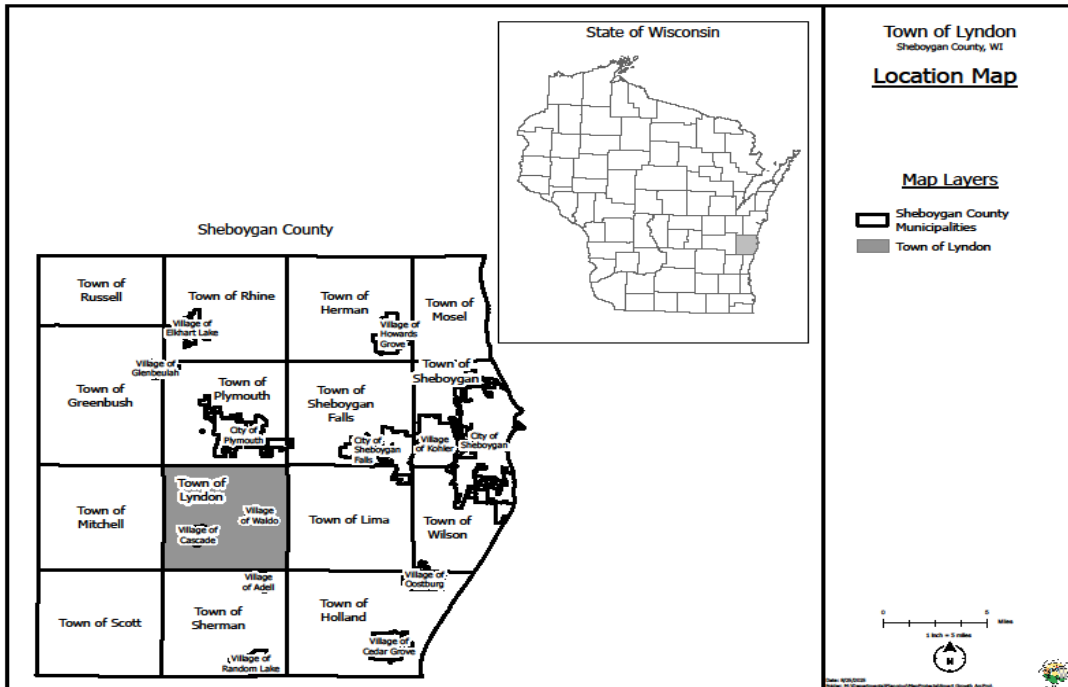 State of Wisconsin
Town of Lyndon
Sheboygan County, WI
Location Map
Map Layers
Sheboygan County
Municipalities
Town of Lyndon
Sheboygan County
Town of
Russell
Town of Rhine
Town of
Herman
Town of
Mosel
Village of
Elkhart Lake
Village of
Howards
Grove
Village of
Glenbeulah
Town of
Greenbush
Town of
Plymouth
Town of
Sheboygan
Falls
Town of
Sheboygan
City of
Plymouth
City of
Sheboygan
Falls
Village
of Kohler
City of
Sheboygan
Town of
Mitchell
Town of
Lyndon
Village
of Waldo
Village of
Cascade
Town of Lima
Town of
Wilson
Village
of Adell
Village of
Oostburg
Town of Scott
Town of
Sherman
Town of
Holland
Village of
Random Lake
Village of
Cedar Grove
0 5
Miles
1 inch = 5 miles
N